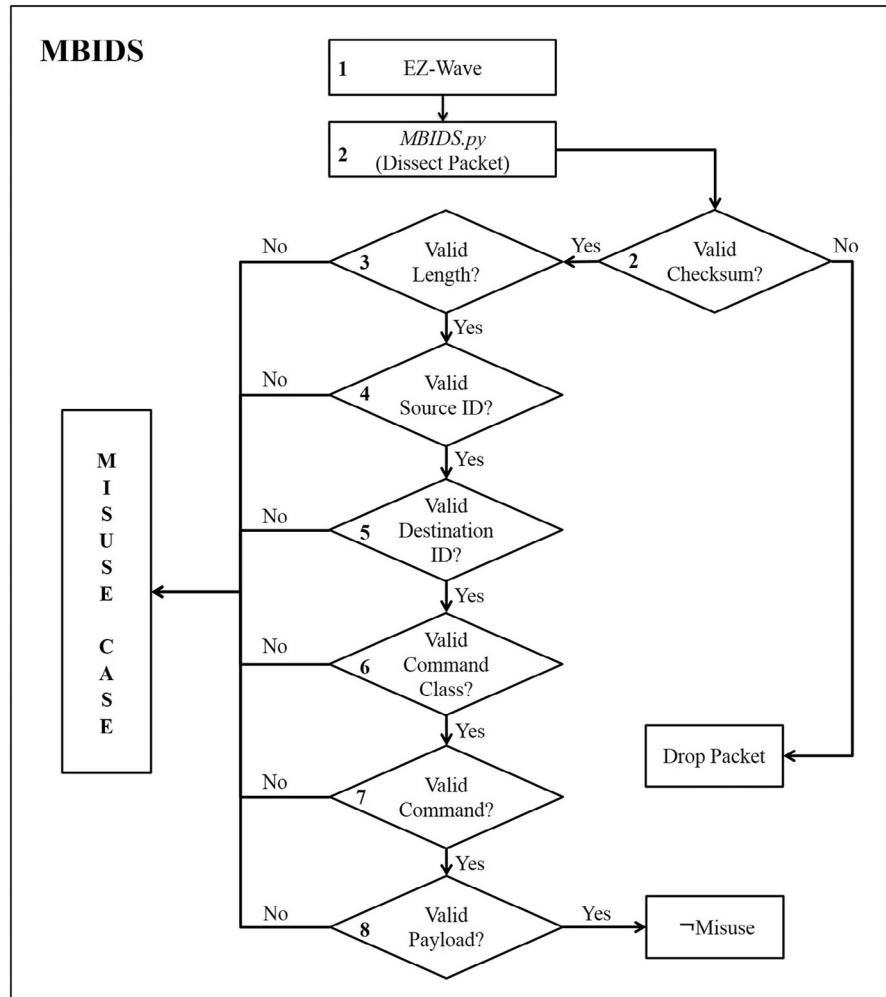 MBIDS
1 EZ-Wave
2 MBIDS.py
(Dissect Packet)
No
3 Valid
Length?
Yes
2 Valid
Checksum?
No
Yes
No
4 Valid
Source ID?
Yes
No
5 Valid
Destination
ID?
Yes
No
6 Valid
Command
Class?
Yes
No
7 Valid
Command?
Yes
No
8 Valid
Payload?
Yes
¬Misuse
Drop Packet
M
I
S
U
S
E
C
A
S
E